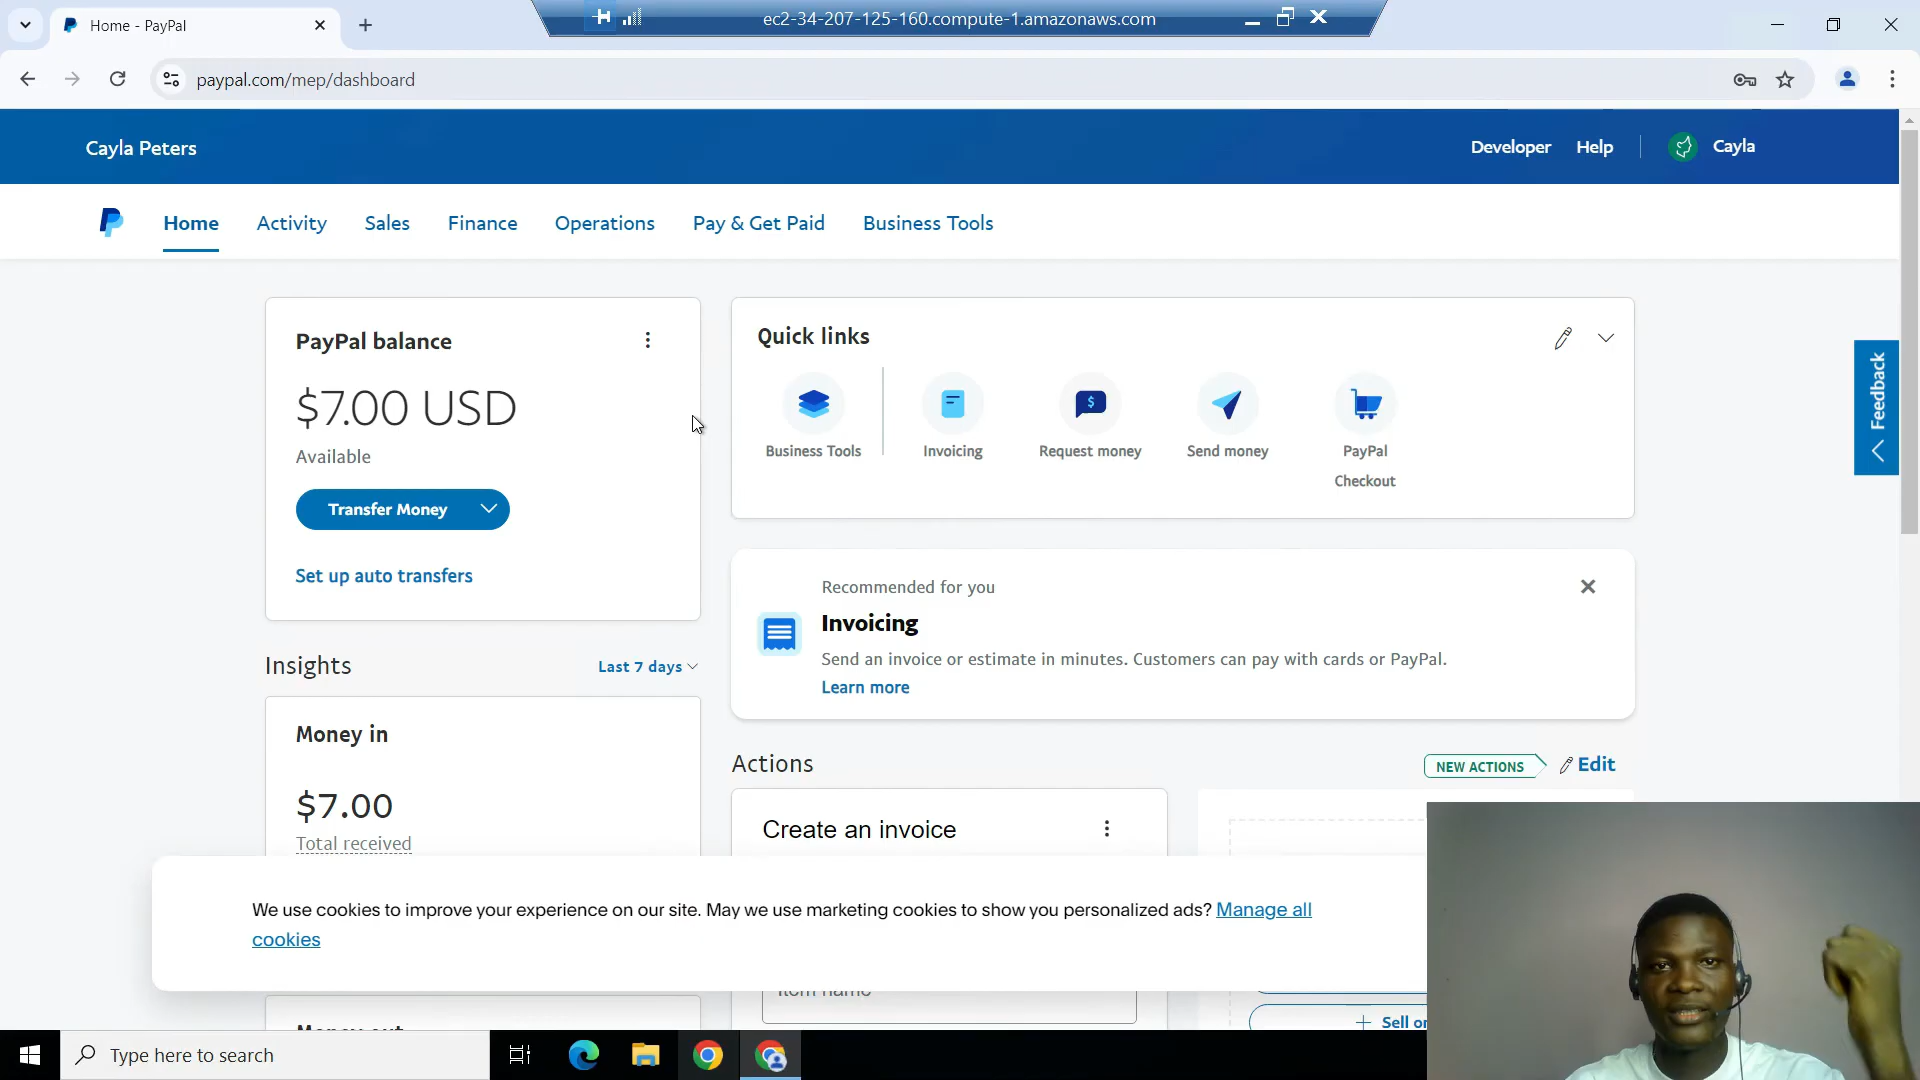 Home - PayPal
ec2-34-207-125-160.compute-1.amazonaws.com
paypal.com/mep/dashboard
Cayla Peters
Developer
Help
Cayla
Home
Activity
Sales
Finance
Operations
Pay & Get Paid
Business Tools
PayPal balance
$7.00 USD
Available
Transfer Money
Set up auto transfers
Quick links
Business Tools
Invoicing
Request money
Send money
PayPal
Checkout
Feedback
Recommended for you
Invoicing
Send an invoice or estimate in minutes. Customers can pay with cards or PayPal.
Learn more
Insights
Last 7 days
Money in
$7.00
Total received
Actions
NEW ACTIONS
Edit
Create an invoice
We use cookies to improve your experience on our site. May we use marketing cookies to show you personalized ads? Manage all
cookies
Item name
Money out
Sell on
Type here to search